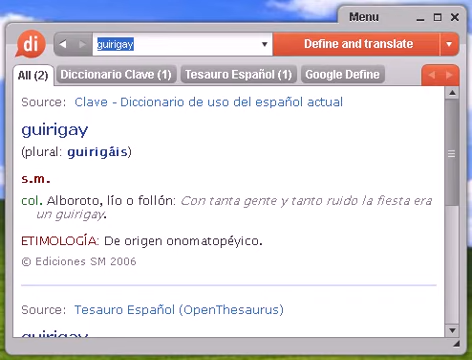 Menu
di
guirigay
Define and translate
All (2)
Diccionario Clave (1)
Tesauro Español (1)
Google Define
Source: Clave - Diccionario de uso del español actual
guirigay
(plural: guirigáis)
s.m.
col. Alboroto, lío o follón: Con tanta gente y tanto ruido la fiesta era
un guirigay.
ETIMOLOGÍA: De origen onomatopéyico.
© Ediciones SM 2006
Source: Tesauro Español (OpenThesaurus)
guirigay